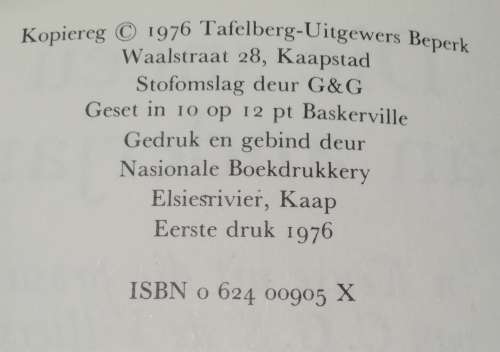 Kopiereg © 1976 Tafelberg-Uitgewers Beperk
Waalstraat 28, Kaapstad
Stofomslag deur G&G
Geset in 10 op 12 pt Baskerville
Gedruk en gebind deur
Nasionale Boekdrukkery
Elsiesrivier, Kaap
Eerste druk 1976
ISBN 0 624 00905 X